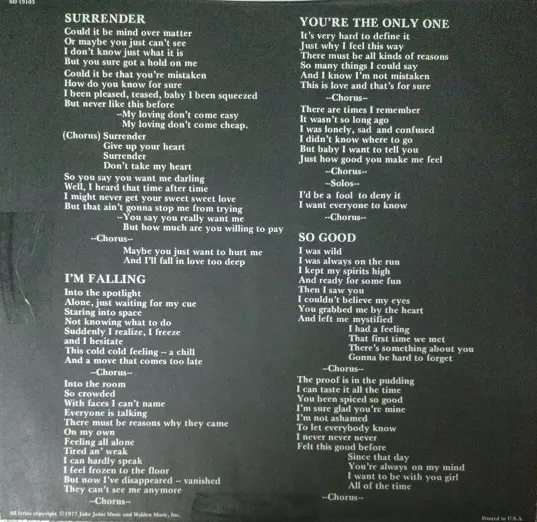 SD 19103
SURRENDER
Could it be mind over matter
Or maybe you just can't see
I don't know just what it is
But you sure got a hold on me
Could it be that you're mistaken
How do you know for sure
I been pleased, teased, baby I been squeezed
But never like this before
--My loving don't come easy
My loving don't come cheap.
(Chorus) Surrender
Give up your heart
Surrender
Don't take my heart
So you say you want me darling
Well, I heard that time after time
I might never get your sweet sweet love
But that ain't gonna stop me from trying
--You say you really want me
But how much are you willing to pay
--Chorus--
Maybe you just want to hurt me
And I'll fall in love too deep
I'M FALLING
Into the spotlight
Alone, just waiting for my cue
Staring into space
Not knowing what to do
Suddenly I realize, I freeze
and I hesitate
This cold cold feeling -- a chill
And a move that comes too late
--Chorus--
Into the room
So crowded
With faces I can't name
Everyone is talking
There must be reasons why they came
On my own
Feeling all alone
Tired an' weak
I can hardly speak
I feel frozen to the floor
But now I've disappeared -- vanished
They can't see me anymore
--Chorus--
All lyrics copyright ©1977 Juke Joint Music and Walden Music, Inc.
YOU'RE THE ONLY ONE
It's very hard to define it
Just why I feel this way
There must be all kinds of reasons
So many things I could say
And I know I'm not mistaken
This is love and that's for sure
--Chorus--
There are times I remember
It wasn't so long ago
I was lonely, sad and confused
I didn't know where to go
But baby I want to tell you
Just how good you make me feel
--Chorus--
--Solos--
I'd be a fool to deny it
I want everyone to know
--Chorus--
SO GOOD
I was wild
I was always on the run
I kept my spirits high
And ready for some fun
Then I saw you
I couldn't believe my eyes
You grabbed me by the heart
And left me mystified
I had a feeling
That first time we met
There's something about you
Gonna be hard to forget
--Chorus--
The proof is in the pudding
I can taste it all the time
You been spiced so good
I'm sure glad you're mine
I'm not ashamed
To let everybody know
I never never never
Felt this good before
Since that day
You're always on my mind
I want to be with you girl
All of the time
--Chorus--
Printed in U.S.A.